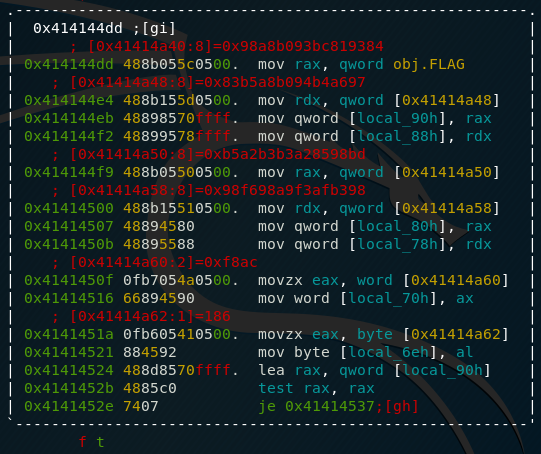 0x414144dd ;[gi]
; [0x41414a40:8]=0x98a8b093bc819384
0x414144dd 488b055c0500. mov rax, qword obj.FLAG
; [0x41414a48:8]=0x83b5a8b094b4a697
0x414144e4 488b155d0500. mov rdx, qword [0x41414a48]
0x414144eb 48898570ffff. mov qword [local_90h], rax
0x414144f2 48899578ffff. mov qword [local_88h], rdx
; [0x41414a50:8]=0xb5a2b3b3a28598bd
0x414144f9 488b05500500. mov rax, qword [0x41414a50]
; [0x41414a58:8]=0x98f698a9f3afb398
0x41414500 488b15510500. mov rdx, qword [0x41414a58]
0x41414507 48894580 mov qword [local_80h], rax
0x4141450b 48895588 mov qword [local_78h], rdx
; [0x41414a60:2]=0xf8ac
0x4141450f 0fb7054a0500. movzx eax, word [0x41414a60]
0x41414516 66894590 mov word [local_70h], ax
; [0x41414a62:1]=186
0x4141451a 0fb605410500. movzx eax, byte [0x41414a62]
0x41414521 884592 mov byte [local_6eh], al
0x41414524 488d8570ffff. lea rax, qword [local_90h]
0x4141452b 4885c0 test rax, rax
0x4141452e 7407 je 0x41414537;[gh]
f t